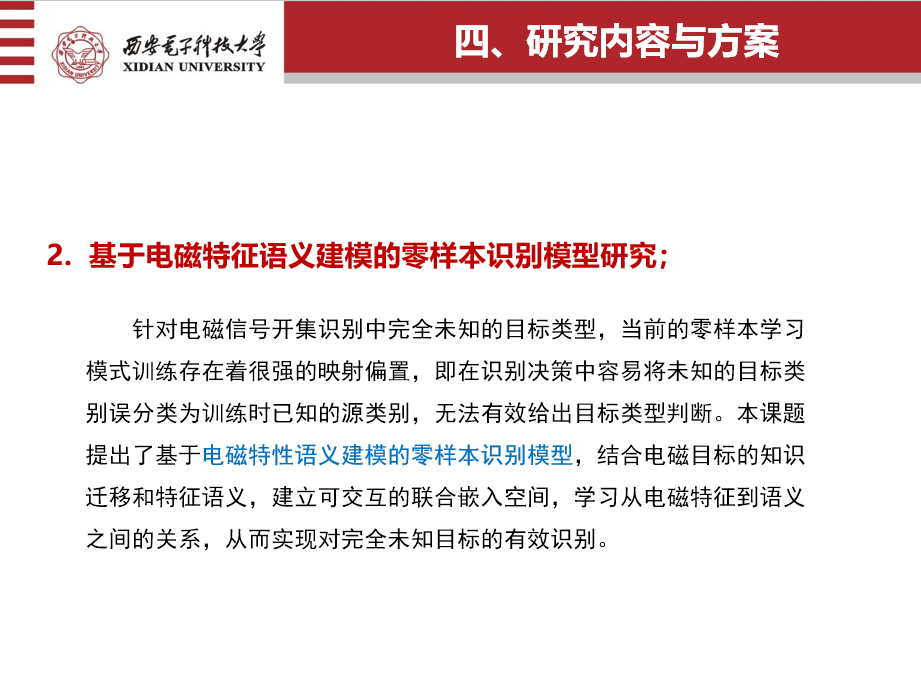 西安电子科技大学
XIDIAN UNIVERSITY
四、研究内容与方案
2. 基于电磁特征语义建模的零样本识别模型研究；
针对电磁信号开集识别中完全未知的目标类型，当前的零样本学习
模式训练存在着很强的映射偏置，即在识别决策中容易将未知的目标类
别误分类为训练时已知的源类别，无法有效给出目标类型判断。本课题
提出了基于电磁特性语义建模的零样本识别模型，结合电磁目标的知识
迁移和特征语义，建立可交互的联合嵌入空间，学习从电磁特征到语义
之间的关系，从而实现对完全未知目标的有效识别。